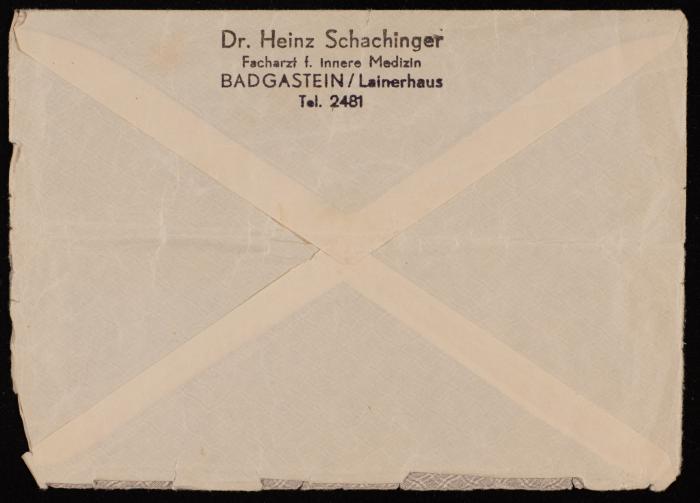 Dr. Heinz Schachinger
Facharzt f. innere Medizin
BADGASTEIN/Lainerhaus
Tel. 2481